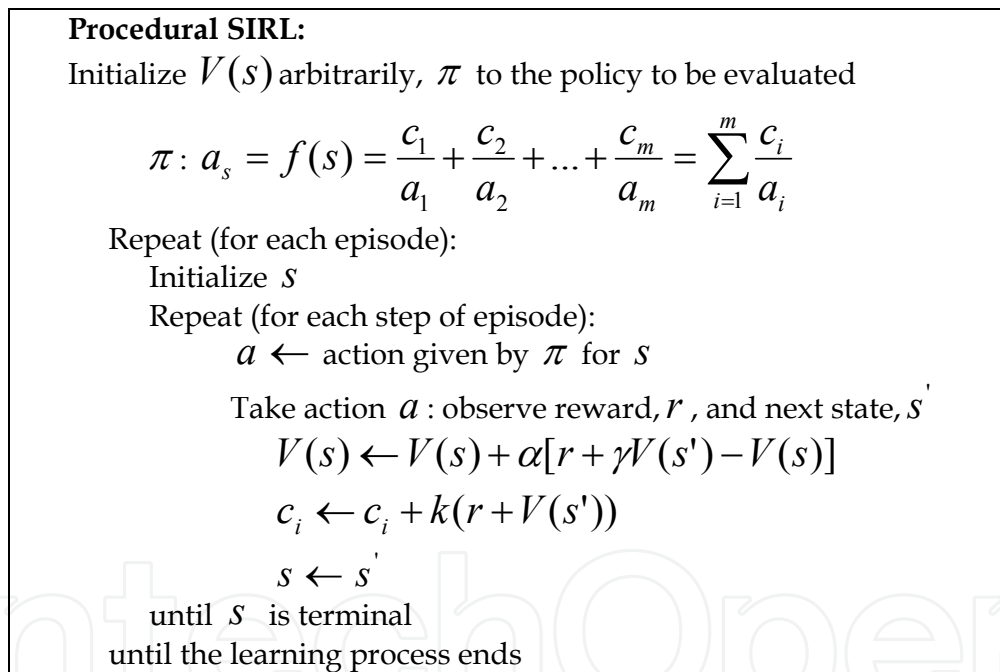 Procedural SIRL:
Initialize V(s) arbitrarily, π to the policy to be evaluated
π : a_s = f(s) = c_1/a_1 + c_2/a_2 + ... + c_m/a_m = ∑_{i=1}^{m} c_i/a_i
Repeat (for each episode):
Initialize s
Repeat (for each step of episode):
a ← action given by π for s
Take action a : observe reward, r , and next state, s'
V(s) ← V(s) + α[r + γV(s') − V(s)]
c_i ← c_i + k(r + V(s'))
s ← s'
until s is terminal
until the learning process ends